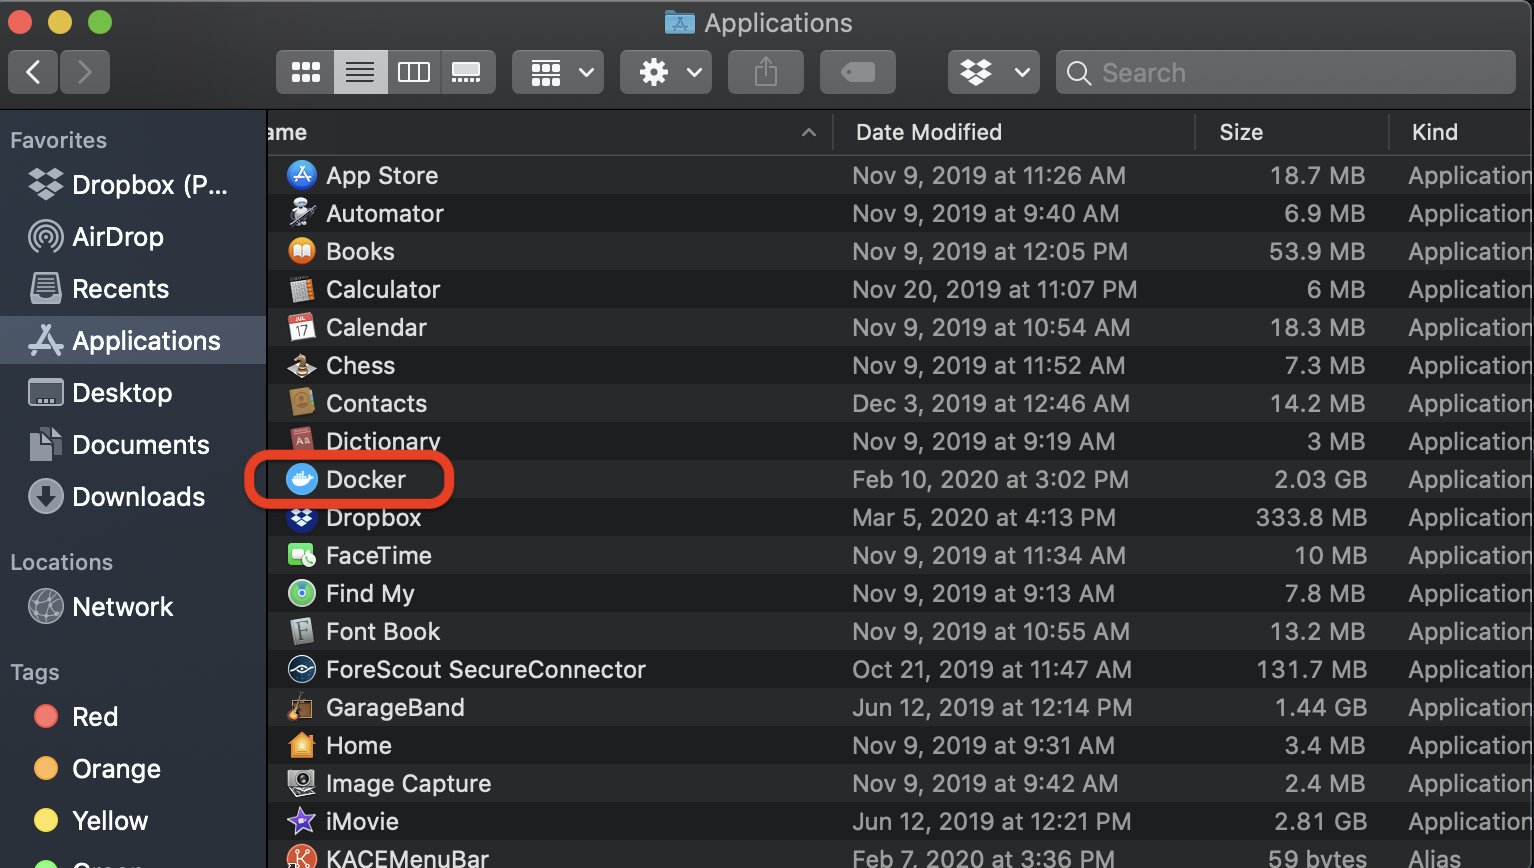 Applications
Search
Favorites
Dropbox (P...
AirDrop
Recents
Applications
Desktop
Documents
Downloads
Locations
Network
Tags
Red
Orange
Yellow
ame Date Modified Size Kind
App Store Nov 9, 2019 at 11:26 AM 18.7 MB Application
Automator Nov 9, 2019 at 9:40 AM 6.9 MB Application
Books Nov 9, 2019 at 12:05 PM 53.9 MB Application
Calculator Nov 20, 2019 at 11:07 PM 6 MB Application
Calendar Nov 9, 2019 at 10:54 AM 18.3 MB Application
Chess Nov 9, 2019 at 11:52 AM 7.3 MB Application
Contacts Dec 3, 2019 at 12:46 AM 14.2 MB Application
Dictionary Nov 9, 2019 at 9:19 AM 3 MB Application
Docker Feb 10, 2020 at 3:02 PM 2.03 GB Application
Dropbox Mar 5, 2020 at 4:13 PM 333.8 MB Application
FaceTime Nov 9, 2019 at 11:34 AM 10 MB Application
Find My Nov 9, 2019 at 9:13 AM 7.8 MB Application
Font Book Nov 9, 2019 at 10:55 AM 13.2 MB Application
ForeScout SecureConnector Oct 21, 2019 at 11:47 AM 131.7 MB Application
GarageBand Jun 12, 2019 at 12:14 PM 1.44 GB Application
Home Nov 9, 2019 at 9:31 AM 3.4 MB Application
Image Capture Nov 9, 2019 at 9:42 AM 2.4 MB Application
iMovie Jun 12, 2019 at 12:21 PM 2.81 GB Application
KACEMenuBar Feb 7, 2020 at 3:36 PM 59 bytes Alias